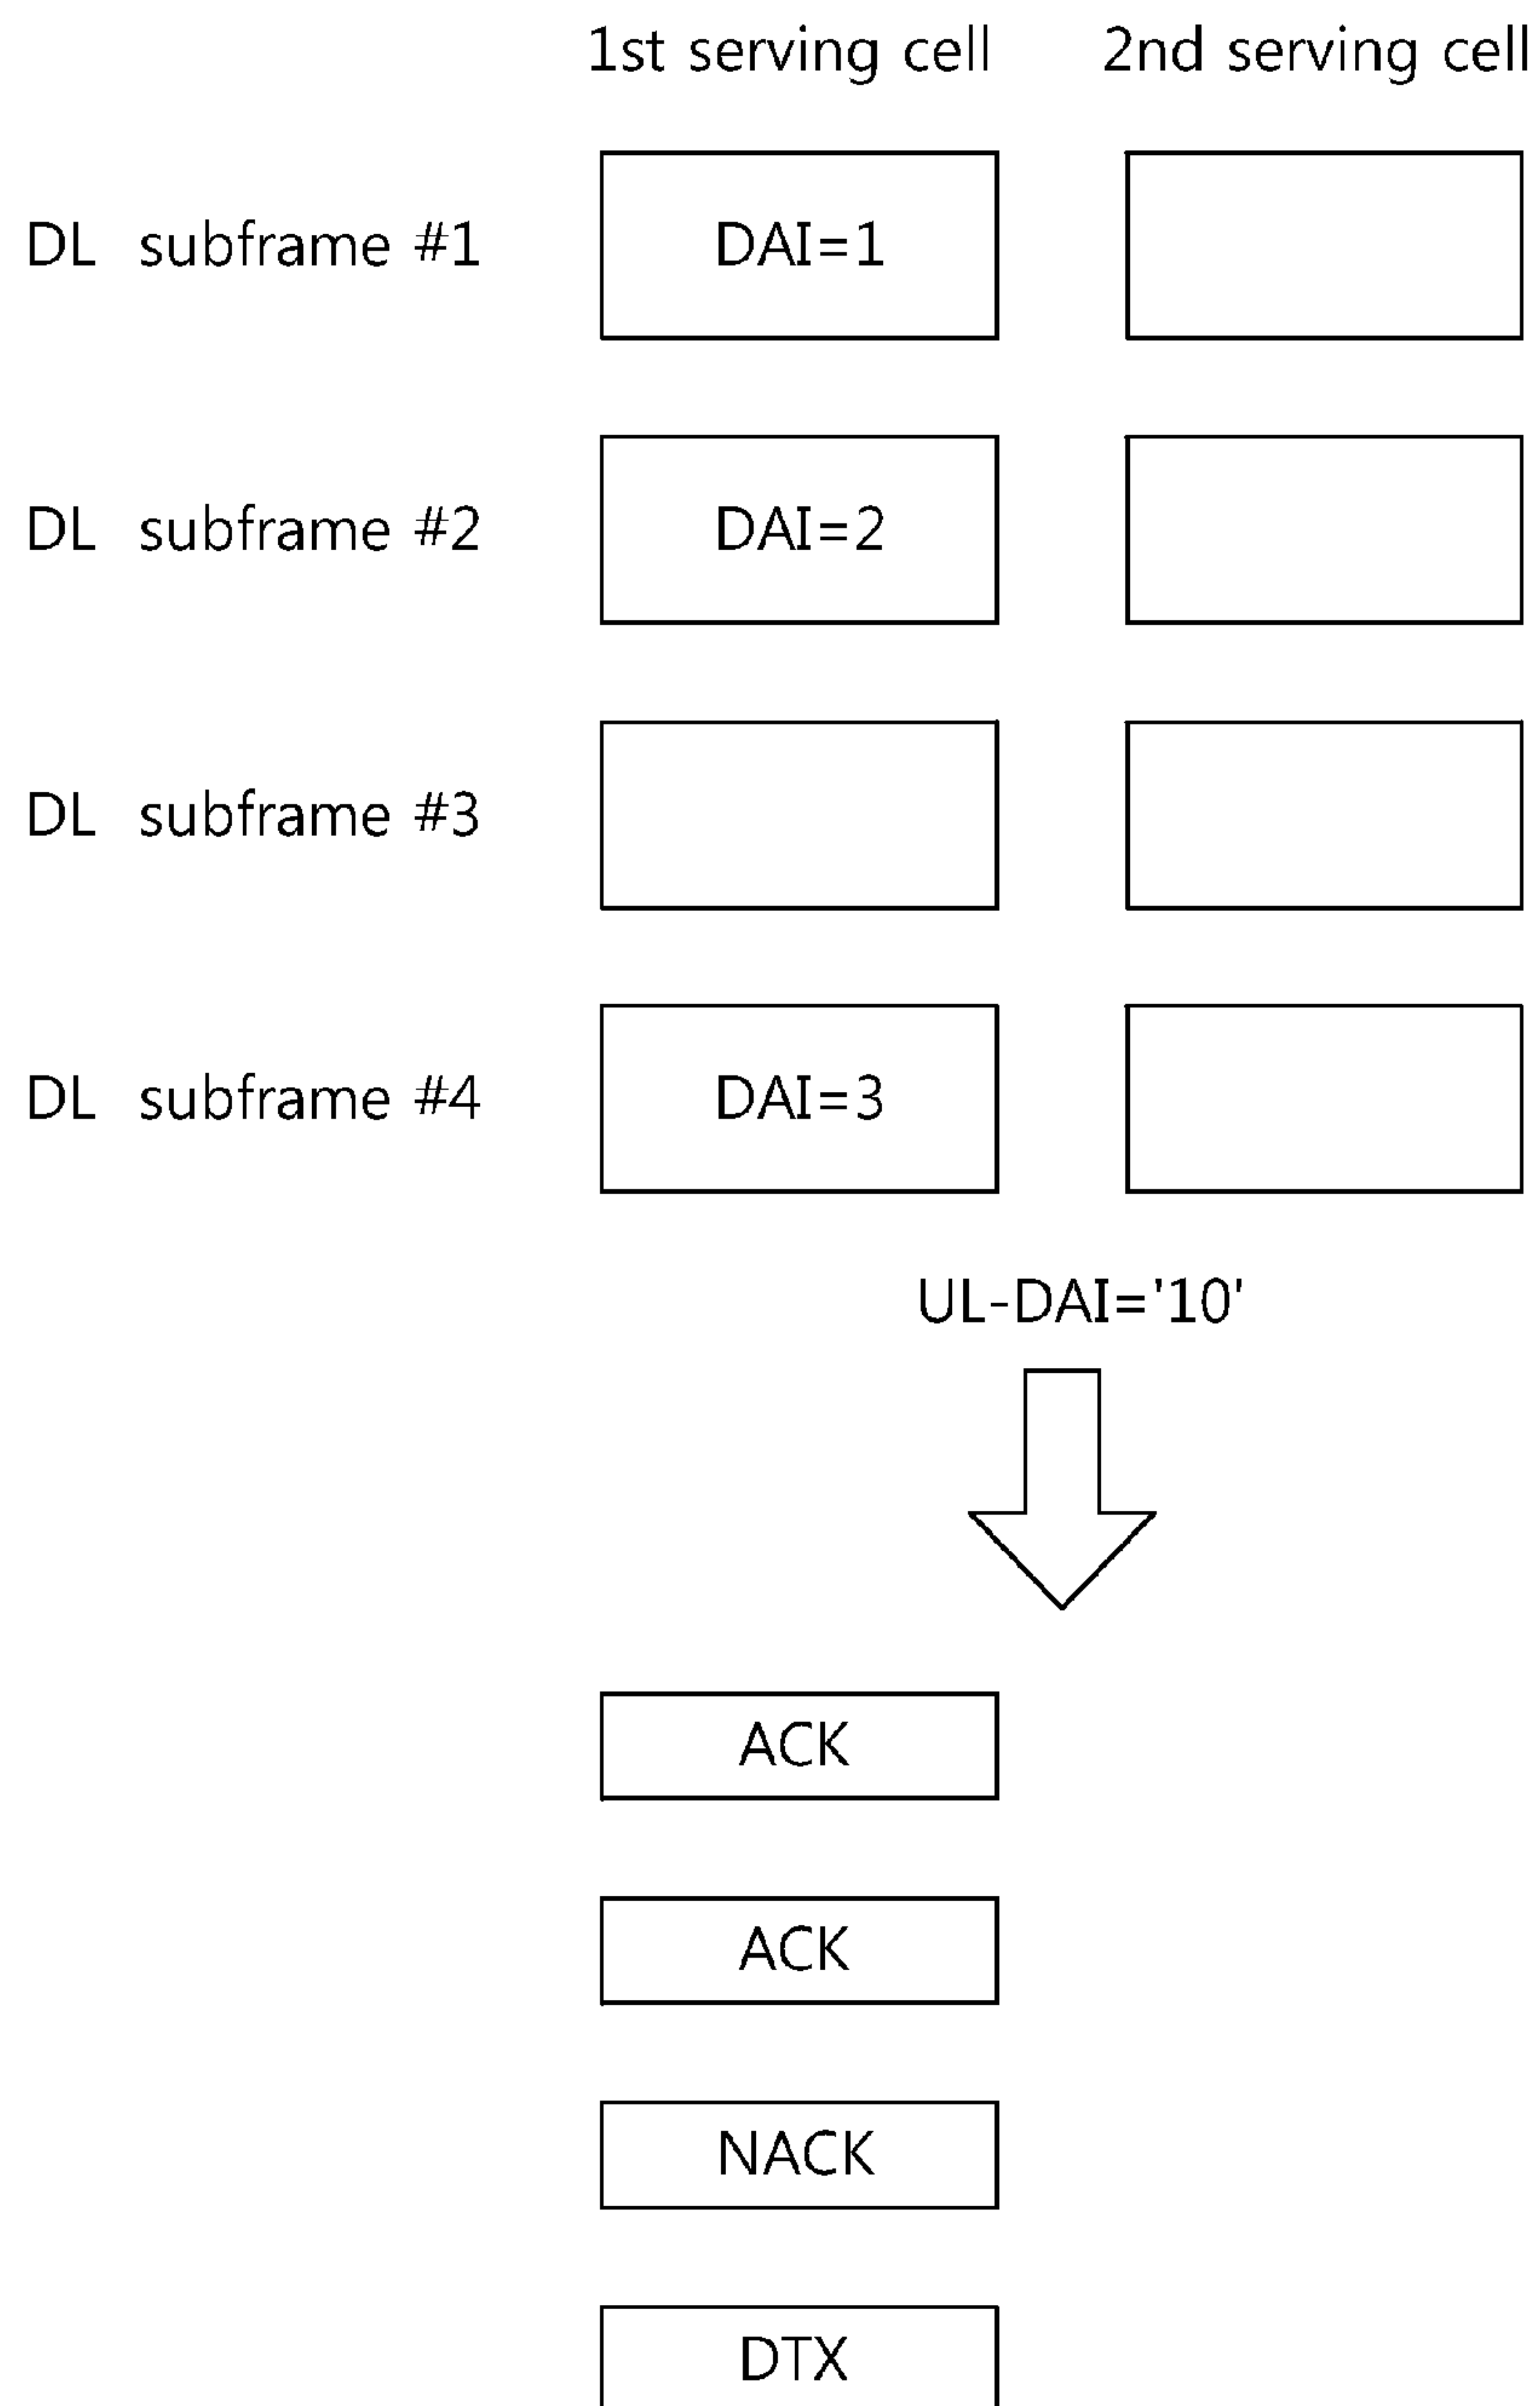 1st serving cell 2nd serving cell
DL subframe #1 DAI=1
DL subframe #2 DAI=2
DL subframe #3
DL subframe #4 DAI=3
UL-DAI='10'
ACK
ACK
NACK
DTX